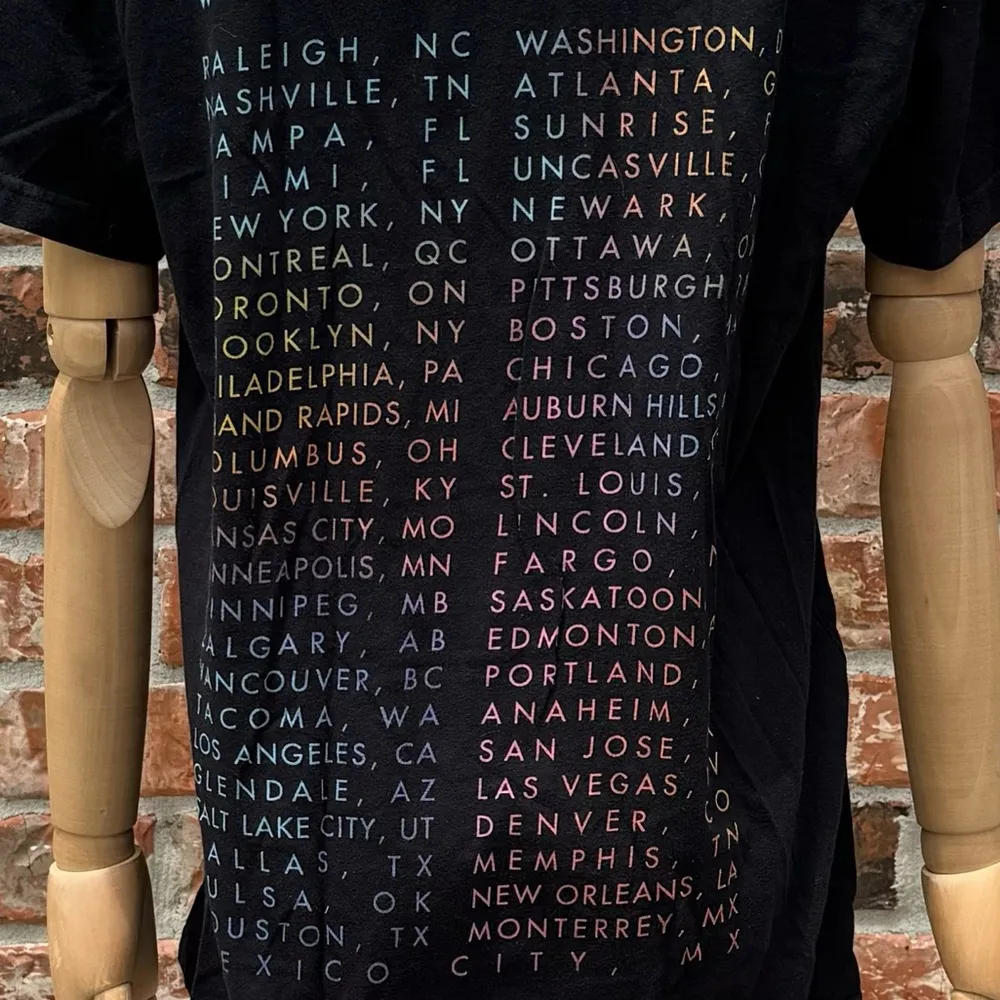 RALEIGH, NC WASHINGTON, D
NASHVILLE, TN ATLANTA, G
AMPA, FL SUNRISE, F
IAMI, FL UNCASVILLE,
EW YORK, NY NEWARK,
ONTREAL, QC OTTAWA, O
ORONTO, ON PITTSBURGH
OOKLYN, NY BOSTON,
ILADELPHIA, PA CHICAGO,
AND RAPIDS, MI AUBURN HILLS,
OLUMBUS, OH CLEVELAND
OUISVILLE, KY ST. LOUIS,
NSAS CITY, MO LINCOLN,
NNEAPOLIS, MN FARGO,
INNIPEG, MB SASKATOON
ALGARY, AB EDMONTON,
VANCOUVER, BC PORTLAND,
TACOMA, WA ANAHEIM,
LOS ANGELES, CA SAN JOSE,
GLENDALE, AZ LAS VEGAS, N
SALT LAKE CITY, UT DENVER, CO
ALLAS, TX MEMPHIS, TN
ULSA, OK NEW ORLEANS, LA
OUSTON, TX MONTERREY, MX
EXICO CITY, MX